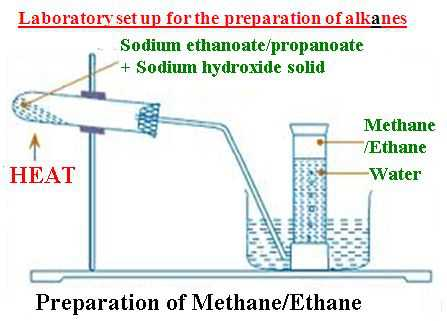 Laboratory set up for the preparation of alkanes
Sodium ethanoate/propanoate
+ Sodium hydroxide solid
Methane
/Ethane
HEAT
Water
Preparation of Methane/Ethane